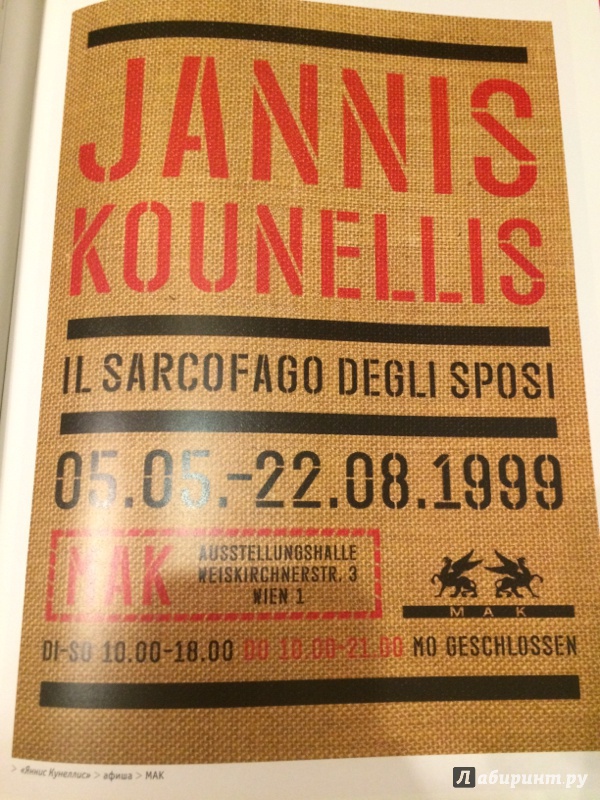 JANNIS
KOUNELLIS
IL SARCOFAGO DEGLI SPOSI
05.05.-22.08.1999
MAK
AUSSTELLUNGSHALLE
WEISKIRCHNERSTR. 3
WIEN 1
MAK
DI-SO 10.00-18.00 DO 10.00-21.00 MO GESCHLOSSEN
> «Яннис Кунеллис» > афиша > MAK
Лабиринт.ру